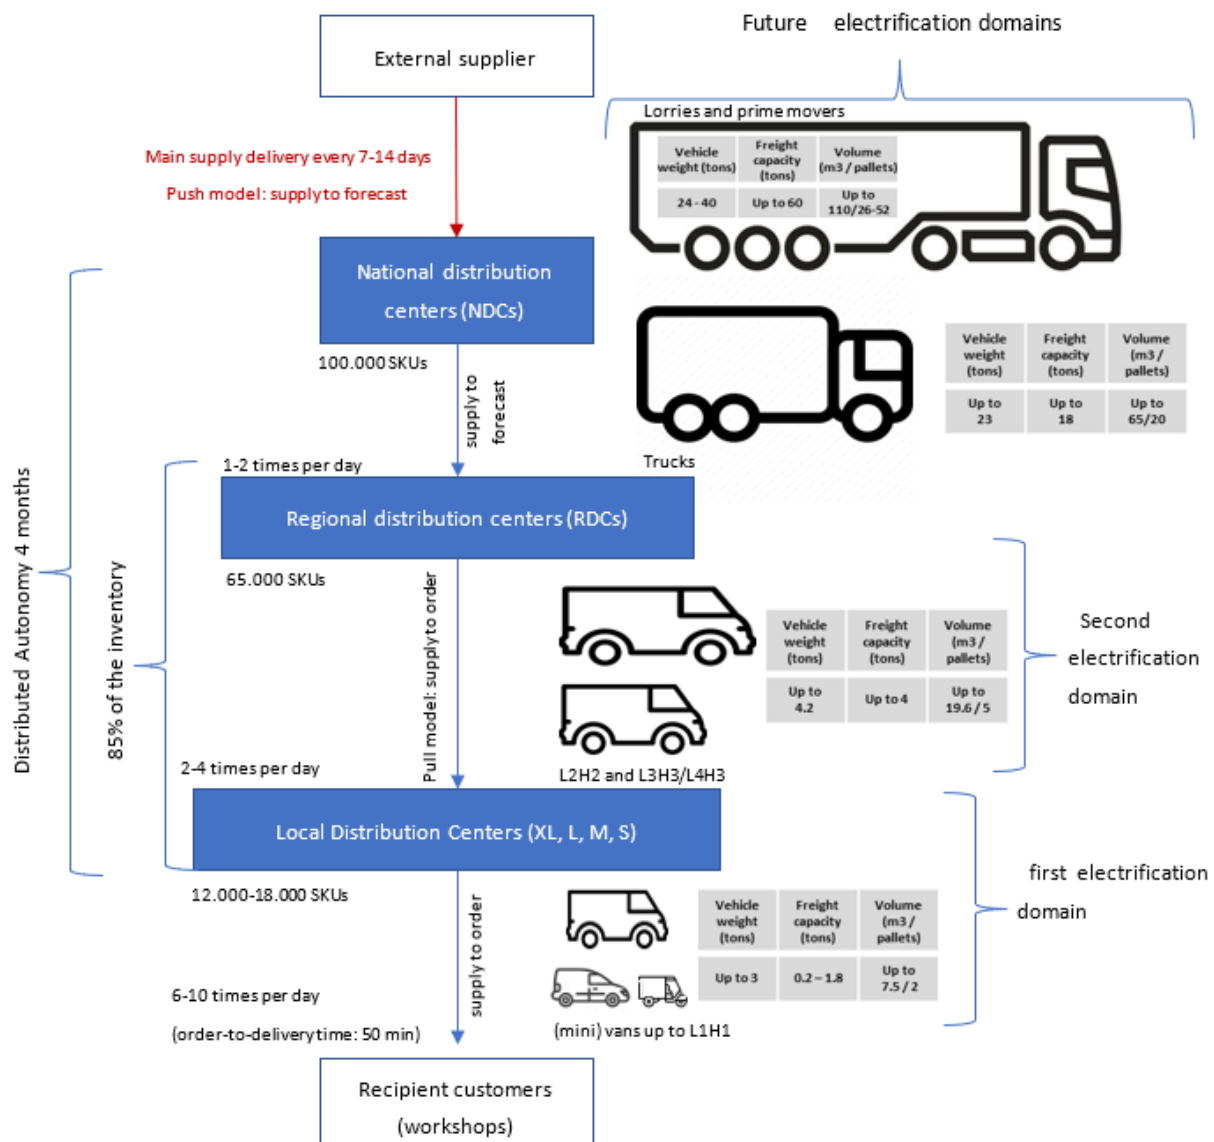 Future electrification domains
External supplier
Lorries and prime movers
Vehicle weight (tons)
Freight capacity (tons)
Volume (m3 / pallets)
24 - 40
Up to 60
Up to 110/26-52
Main supply delivery every 7-14 days
Push model: supply to forecast
National distribution
centers (NDCs)
100.000 SKUs
supply to
forecast
Vehicle weight (tons)
Freight capacity (tons)
Volume (m3 / pallets)
Up to 23
Up to 18
Up to 65/20
Trucks
1-2 times per day
Regional distribution centers (RDCs)
65.000 SKUs
Distributed Autonomy 4 months
85% of the inventory
Pull model: supply to order
Vehicle weight (tons)
Freight capacity (tons)
Volume (m3 / pallets)
Up to 4.2
Up to 4
Up to 19.6 / 5
Second
electrification
domain
L2H2 and L3H3/L4H3
2-4 times per day
Local Distribution Centers (XL, L, M, S)
12.000-18.000 SKUs
supply to order
Vehicle weight (tons)
Freight capacity (tons)
Volume (m3 / pallets)
Up to 3
0.2 – 1.8
Up to 7.5 / 2
first electrification
domain
6-10 times per day
(order-to-delivery time: 50 min)
(mini) vans up to L1H1
Recipient customers
(workshops)